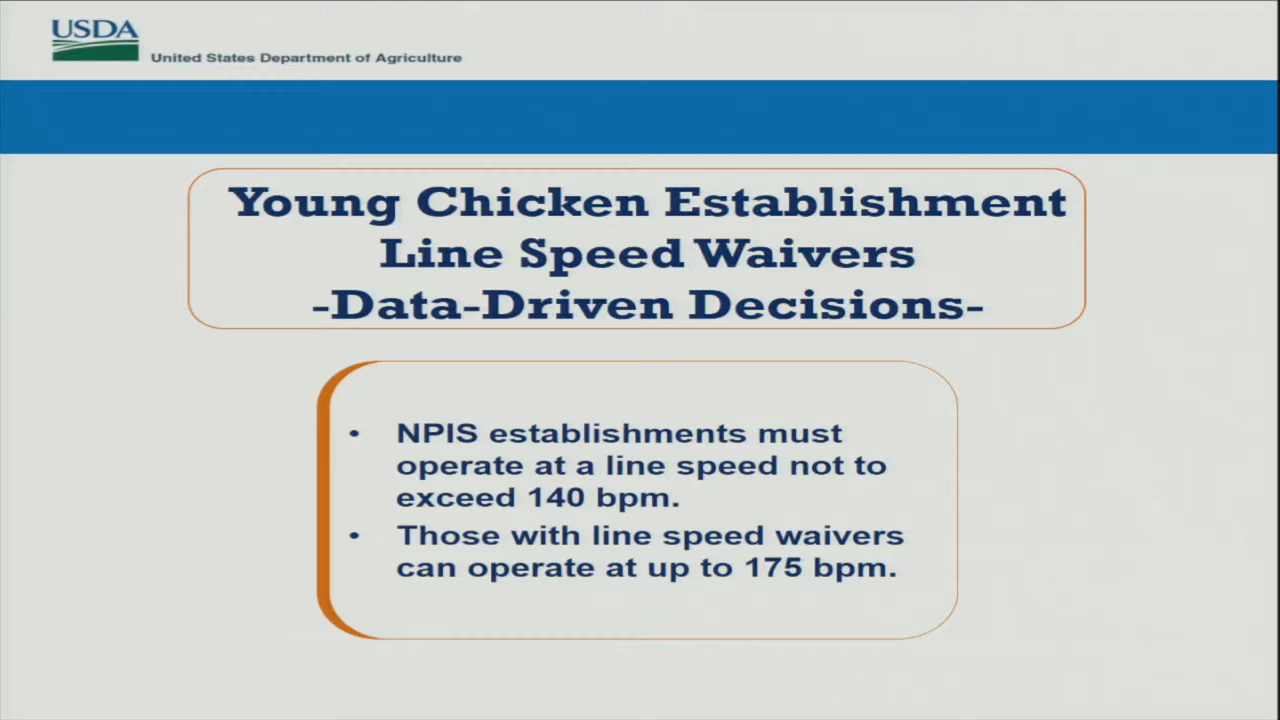 USDA
United States Department of Agriculture
Young Chicken Establishment
Line Speed Waivers
-Data-Driven Decisions-
• NPIS establishments must
operate at a line speed not to
exceed 140 bpm.
• Those with line speed waivers
can operate at up to 175 bpm.